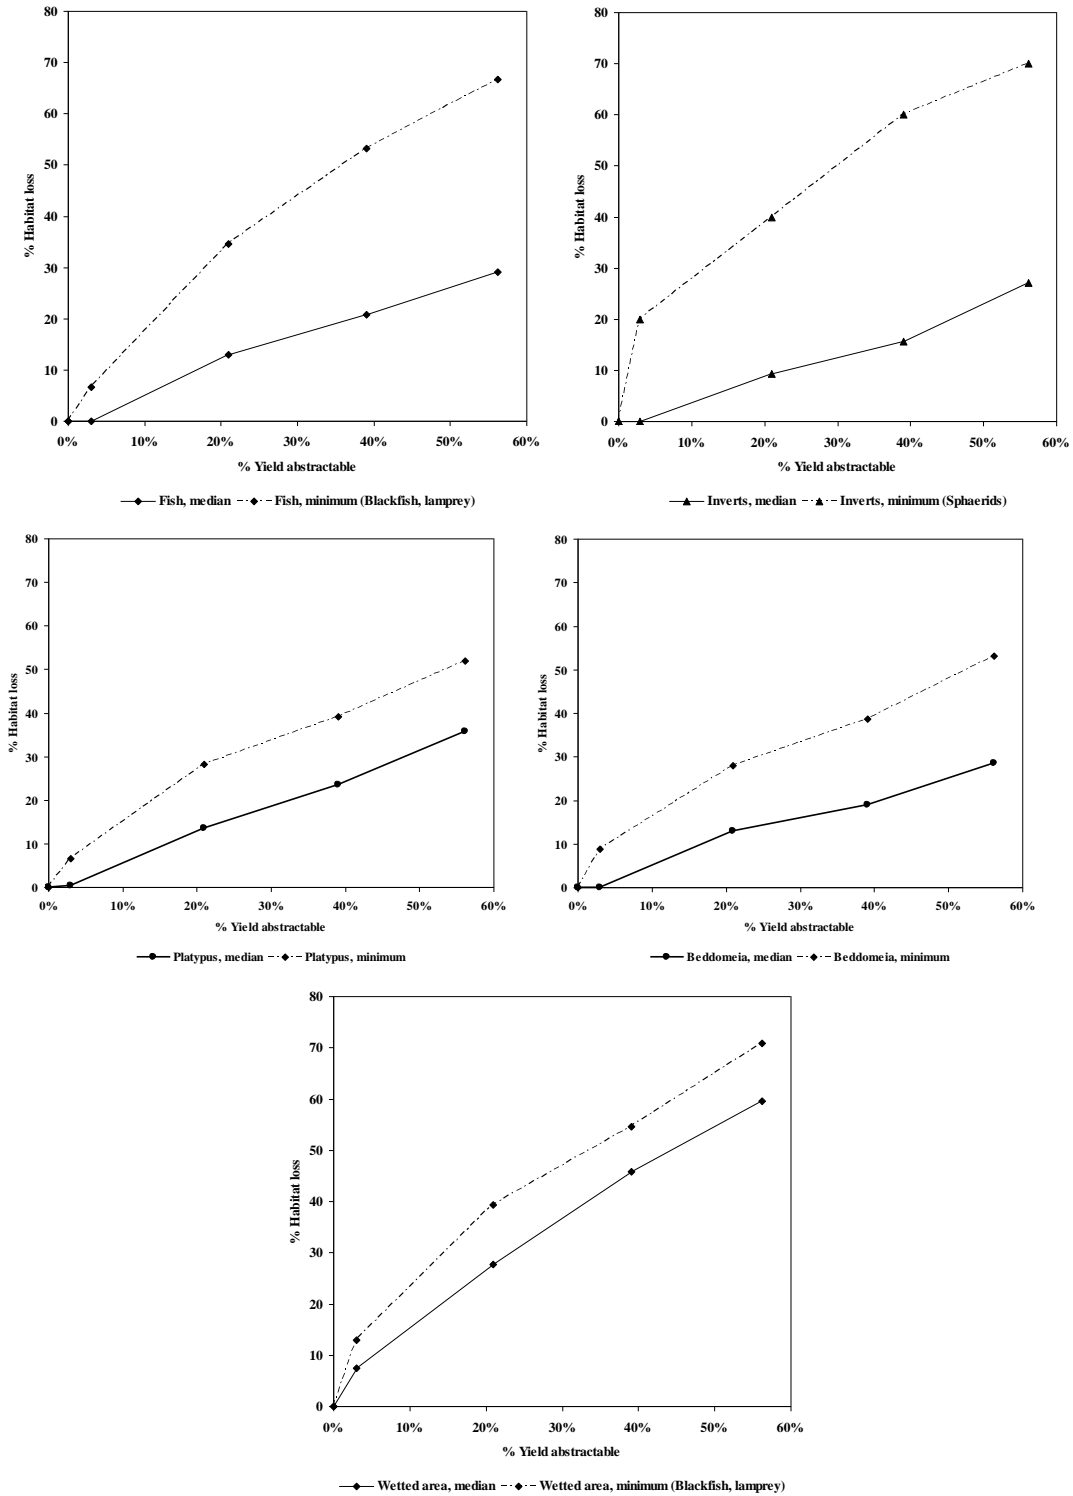 80
70
60
50
40
30
20
10
0
% Habitat loss
0% 10% 20% 30% 40% 50% 60%
% Yield abstractable
Fish, median Fish, minimum (Blackfish, lamprey)
80
70
60
50
40
30
20
10
0
% Habitat loss
0% 10% 20% 30% 40% 50% 60%
% Yield abstractable
Inverts, median Inverts, minimum (Sphaerids)
80
70
60
50
40
30
20
10
0
% Habitat loss
0% 10% 20% 30% 40% 50% 60%
% Yield abstractable
Platypus, median Platypus, minimum
80
70
60
50
40
30
20
10
0
% Habitat loss
0% 10% 20% 30% 40% 50% 60%
% Yield abstractable
Beddomeia, median Beddomeia, minimum
80
70
60
50
40
30
20
10
0
% Habitat loss
0% 10% 20% 30% 40% 50% 60%
% Yield abstractable
Wetted area, median Wetted area, minimum (Blackfish, lamprey)